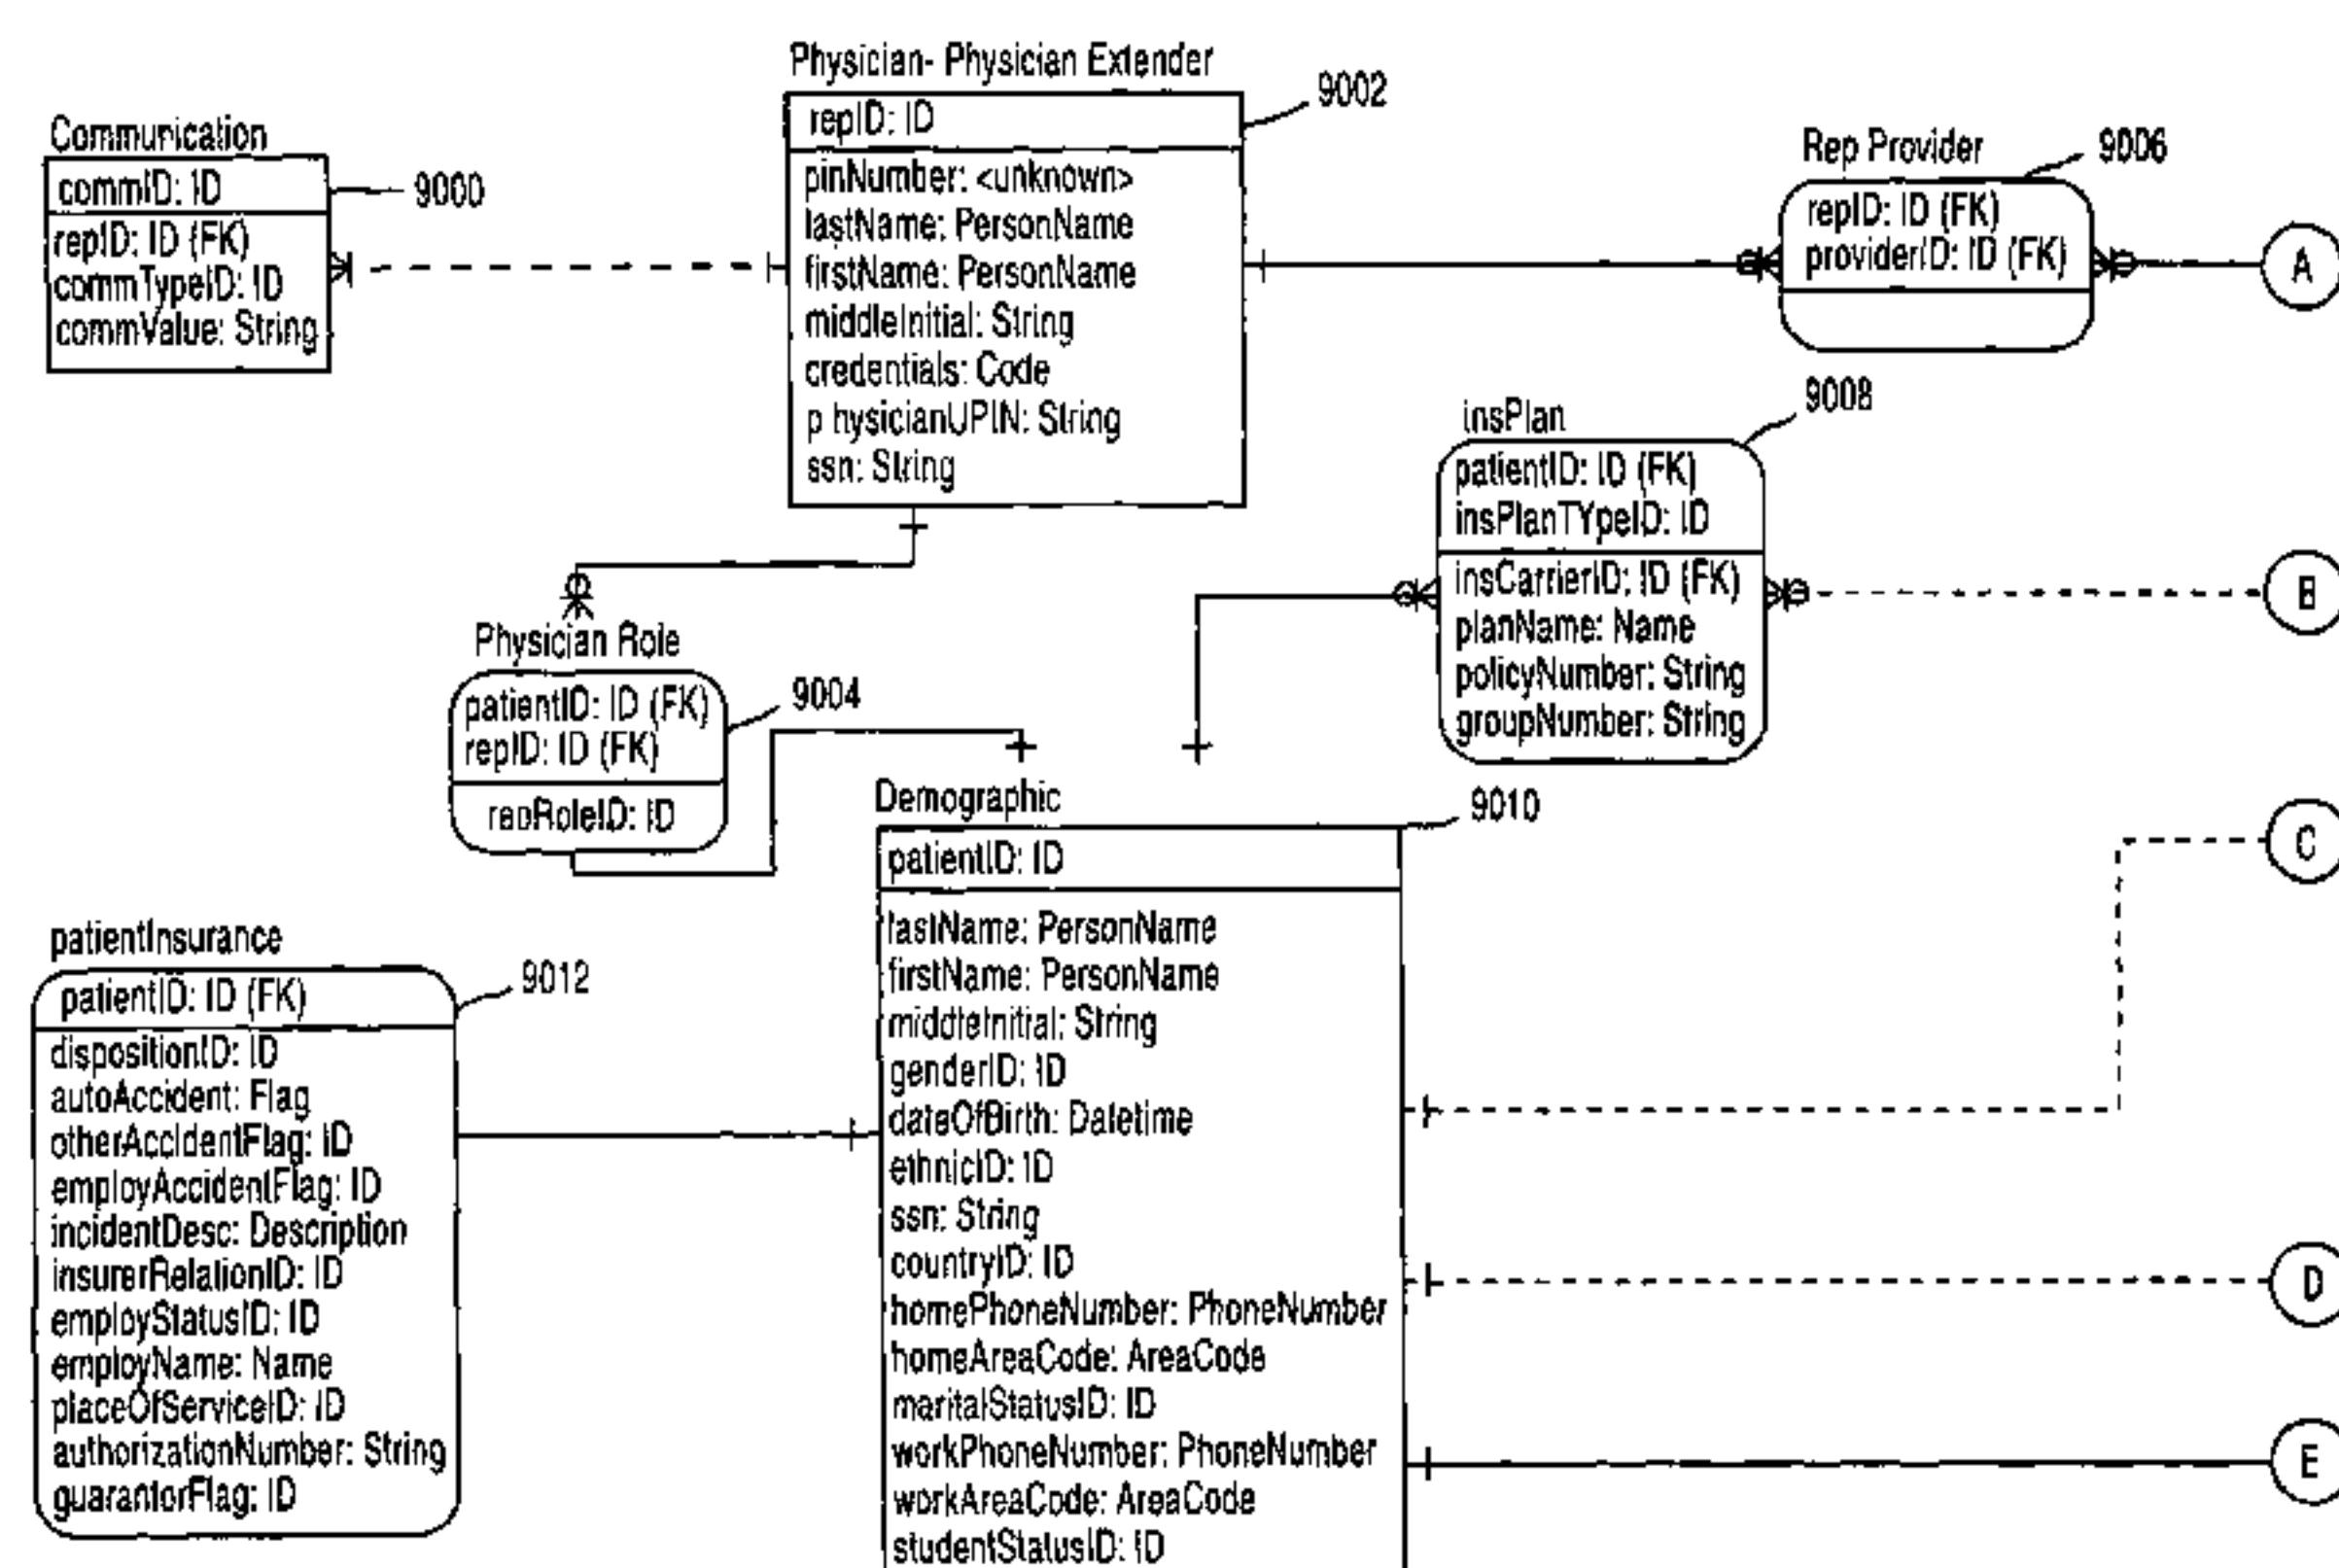 Physician- Physician Extender
9002
repID: ID
pinNumber: <unknown>
lastName: PersonName
firstName: PersonName
middleInitial: String
credentials: Code
p hysicianUPIN: String
ssn: String
Communication
9000
commID: ID
repID: ID (FK)
commTypeID: ID
commValue: String
Rep Provider
9006
repID: ID (FK)
providerID: ID (FK)
A
insPlan
9008
patientID: ID (FK)
insPlanTYpeID: ID
insCarrierID: ID (FK)
planName: Name
policyNumber: String
groupNumber: String
B
Physician Role
9004
patientID: ID (FK)
repID: ID (FK)
repRoleID: ID
Demographic
9010
patientID: ID
lastName: PersonName
firstName: PersonName
middleInitial: String
genderID: ID
dateOfBirth: Datetime
ethnicID: ID
ssn: String
countryID: ID
homePhoneNumber: PhoneNumber
homeAreaCode: AreaCode
maritalStatusID: ID
workPhoneNumber: PhoneNumber
workAreaCode: AreaCode
studentStatusID: ID
C
D
E
patientInsurance
9012
patientID: ID (FK)
dispositionID: ID
autoAccident: Flag
otherAccidentFlag: ID
employAccidentFlag: ID
incidentDesc: Description
insurerRelationID: ID
employStatusID: ID
employName: Name
placeOfServiceID: ID
authorizationNumber: String
guarantorFlag: ID